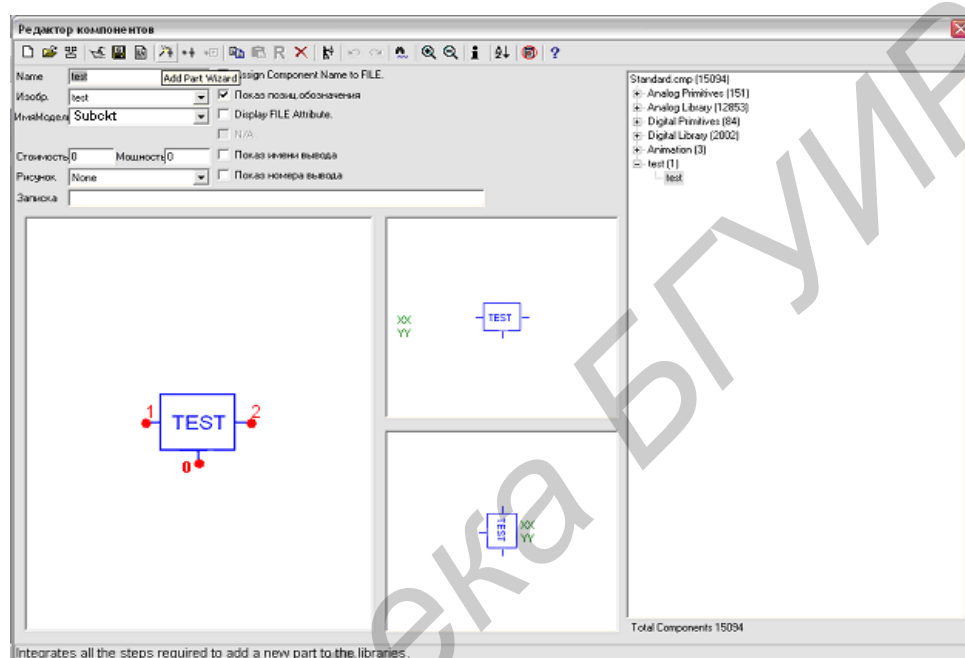 Редактор компонентов
Name test Add Part Wizard ssign Component Name to FILE.
Изобр. test Показ позиц.обозначения
ИмяМодел Subckt Display FILE Attribute.
N/A
Стоимость 0 Мощность 0 Показ имени вывода
Рисунок None Показ номера вывода
Записка
Standard.cmp (15094)
Analog Primitives (151)
Analog Library (12853)
Digital Primitives (84)
Digital Library (2002)
Animation (3)
test (1)
test
1 TEST 2
0
XX
YY
TEST
TEST
XX
YY
Total Components 15094
Integrates all the steps required to add a new part to the libraries.
ека БГУИР